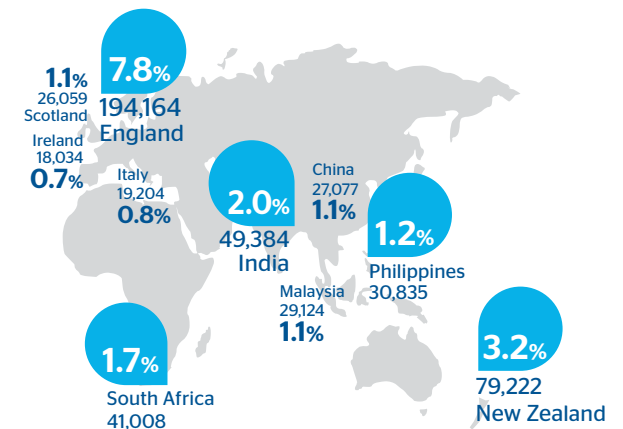 7.8%
194,164
England
1.1%
26,059
Scotland
Ireland
18,034
0.7%
Italy
19,204
0.8%
2.0%
49,384
India
China
27,077
1.1%
1.2%
Philippines
30,835
Malaysia
29,124
1.1%
1.7%
South Africa
41,008
3.2%
79,222
New Zealand